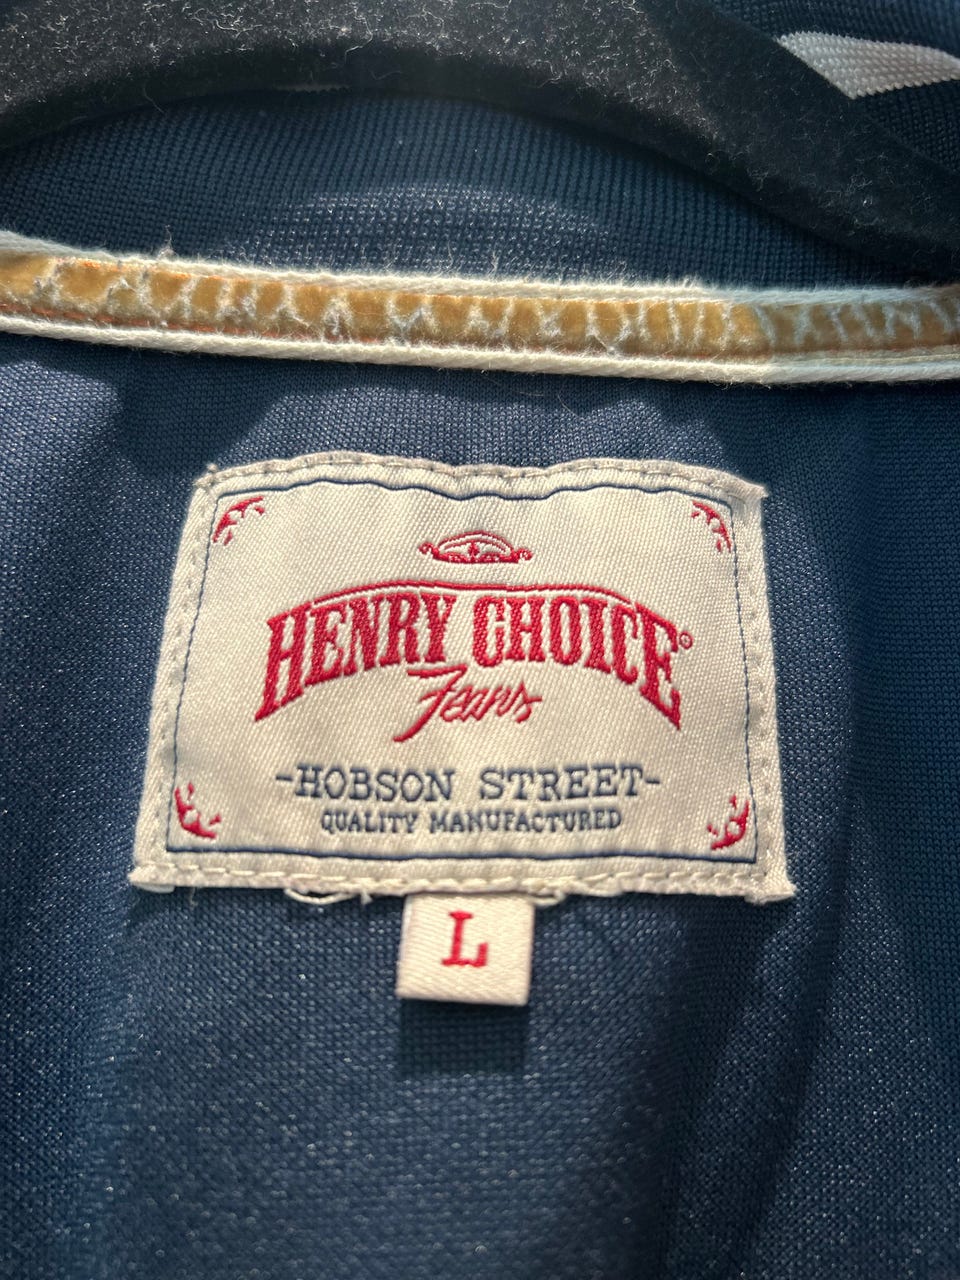 HENRY CHOICE®
Jeans
-HOBSON STREET-
QUALITY MANUFACTURED
L